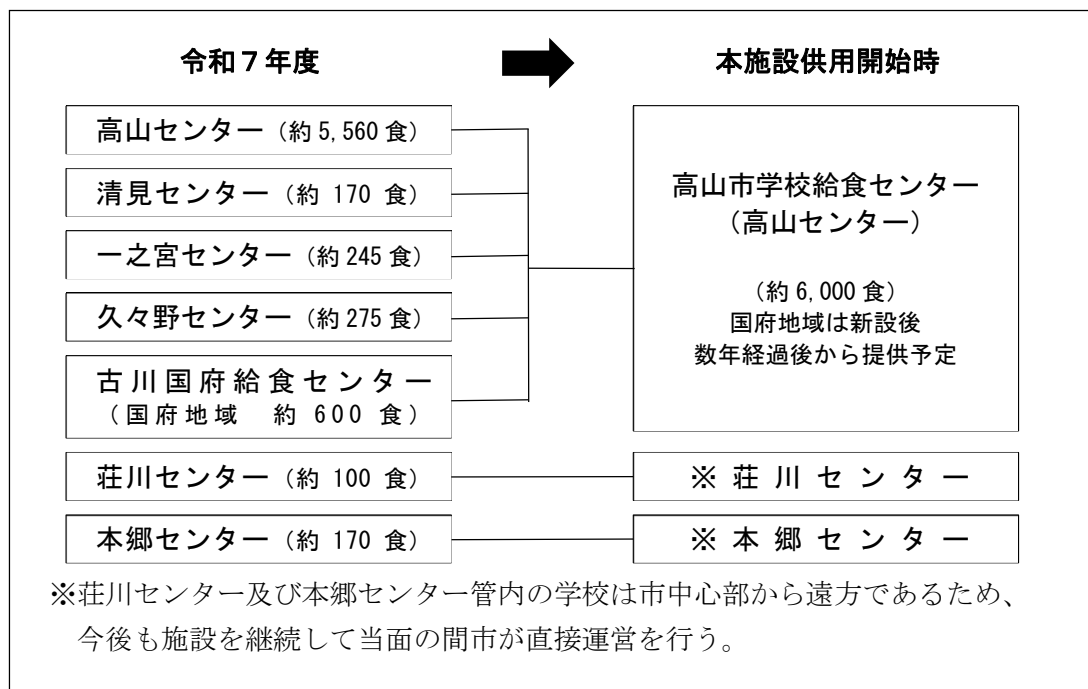 令和７年度
本施設供用開始時
高山センター（約 5,560 食）
清見センター（約 170 食）
一之宮センター（約 245 食）
久々野センター（約 275 食）
古川国府給食センター
（国府地域　約 600 食）
荘川センター（約 100 食）
本郷センター（約 170 食）
高山市学校給食センター
（高山センター）
（約 6,000 食）
国府地域は新設後
数年経過後から提供予定
※荘川センター
※本郷センター
※荘川センター及び本郷センター管内の学校は市中心部から遠方であるため、
今後も施設を継続して当面の間市が直接運営を行う。